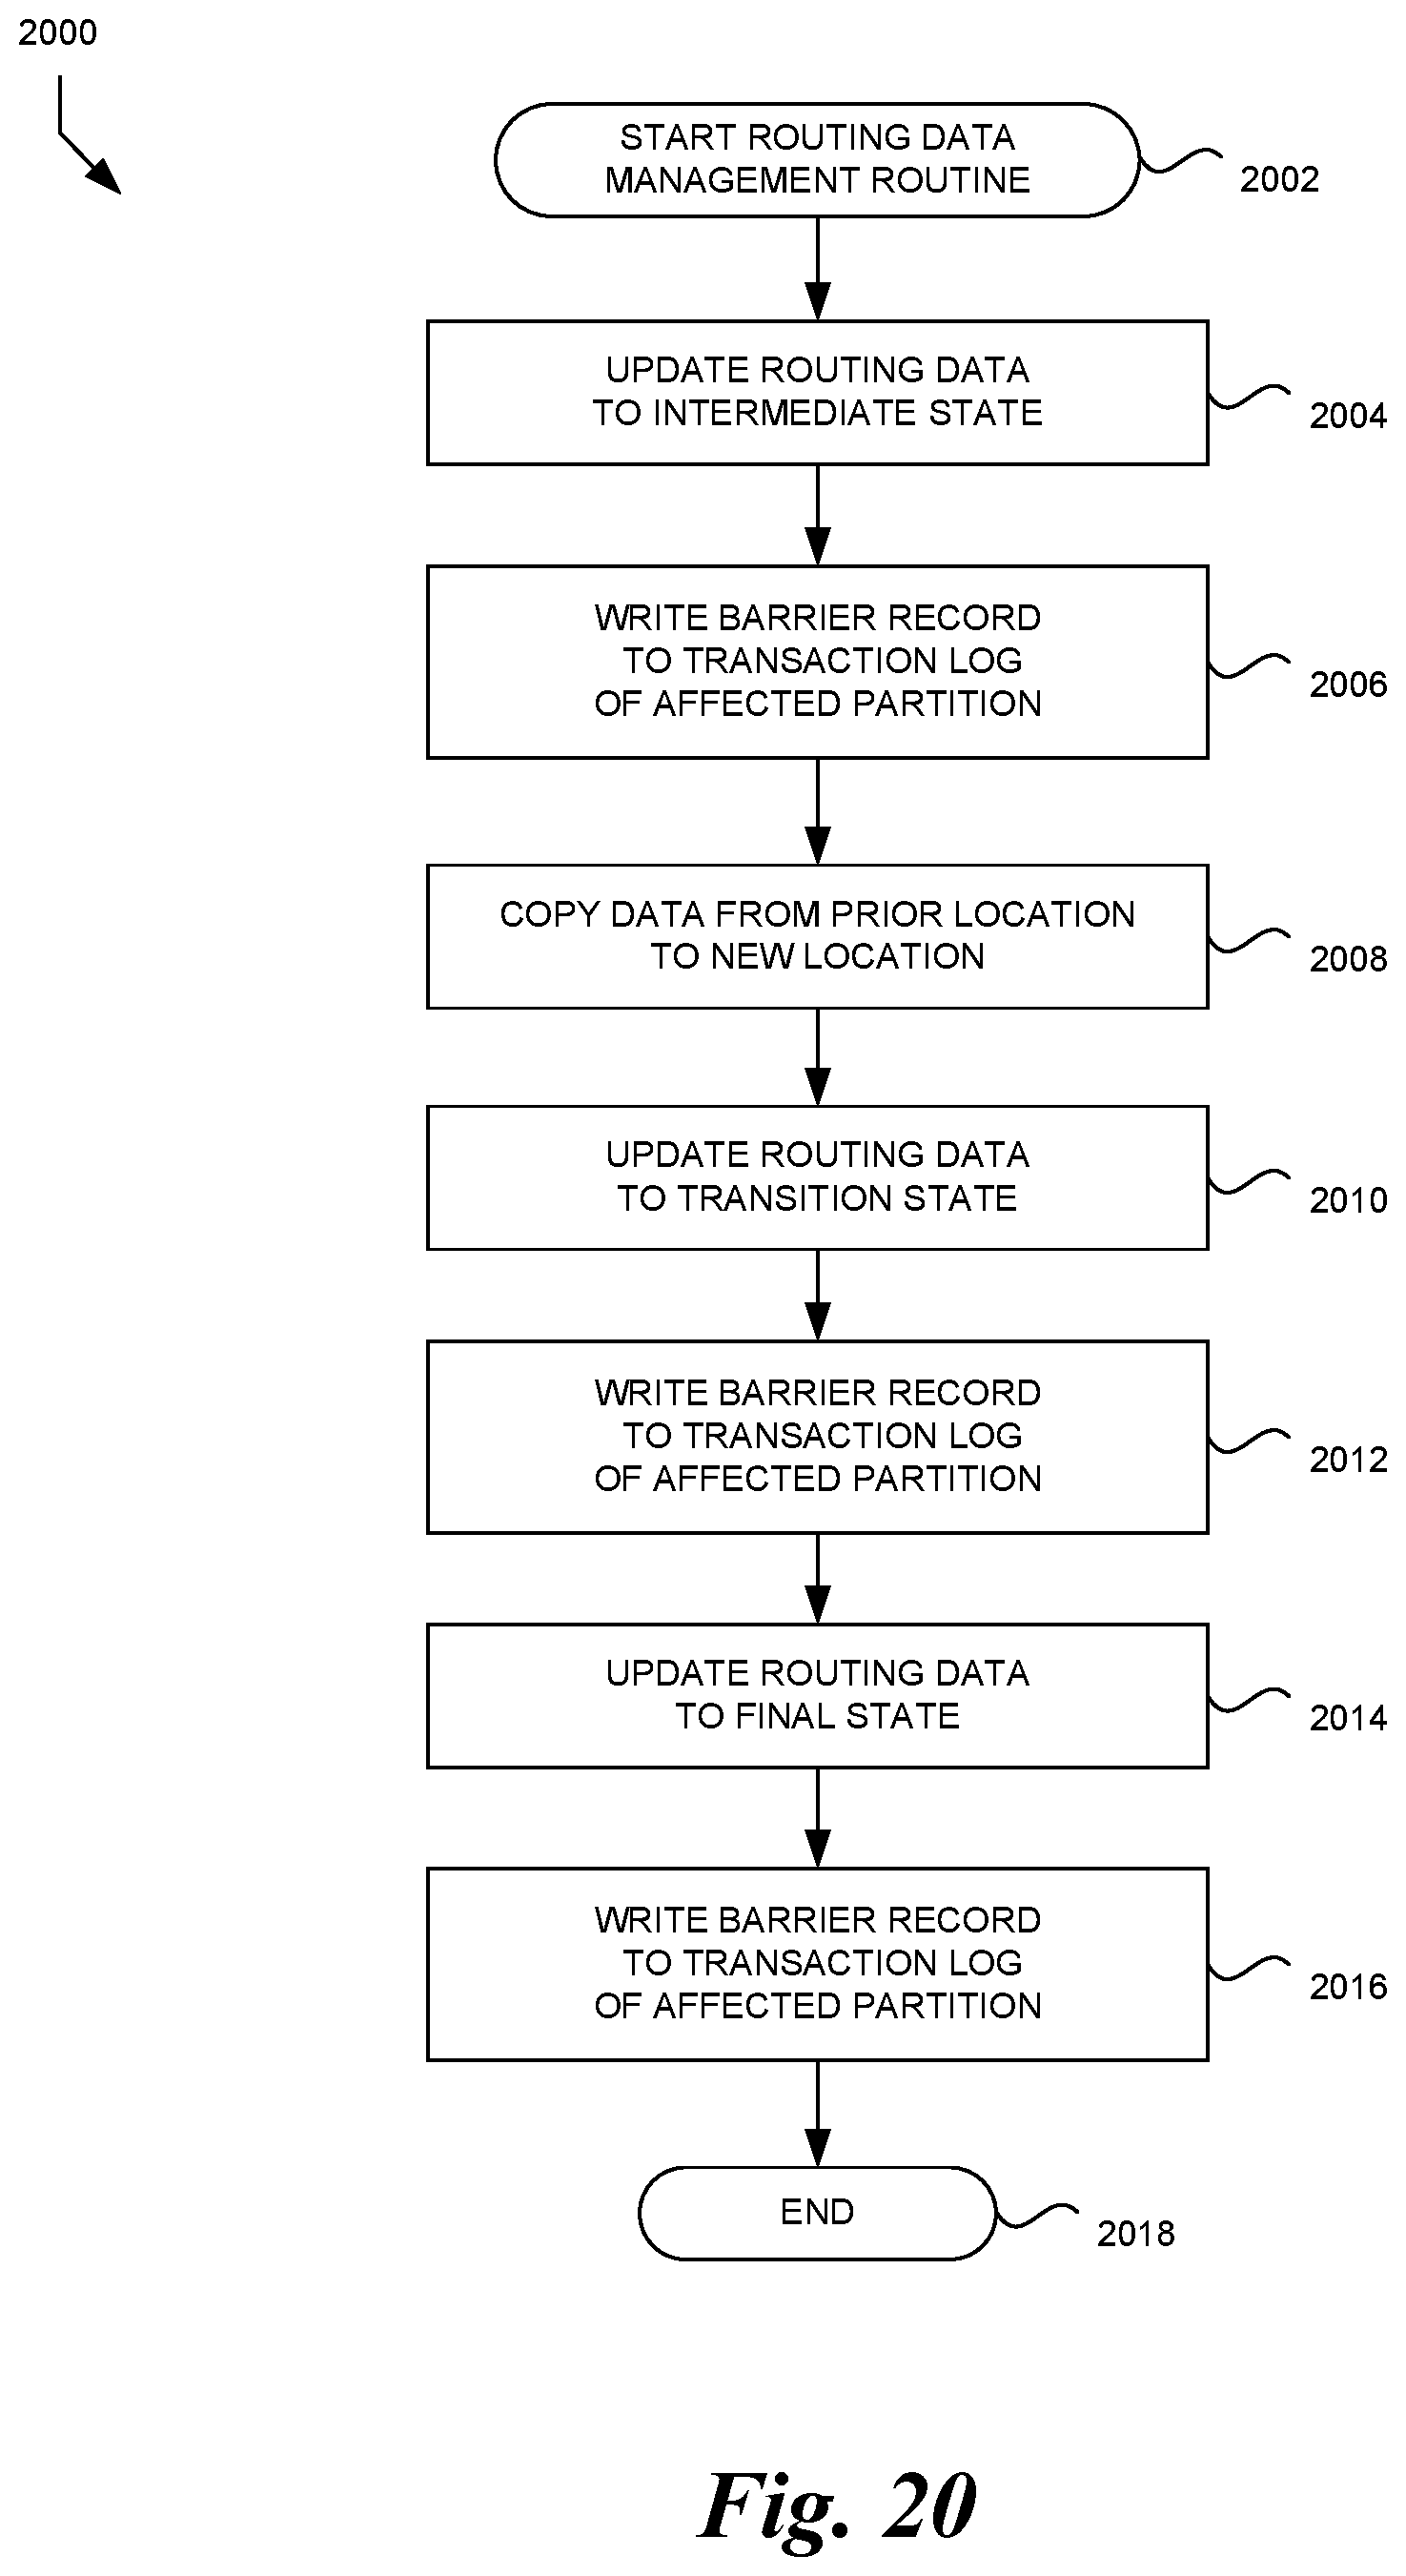 2000
START ROUTING DATA
MANAGEMENT ROUTINE
2002
UPDATE ROUTING DATA
TO INTERMEDIATE STATE
2004
WRITE BARRIER RECORD
TO TRANSACTION LOG
OF AFFECTED PARTITION
2006
COPY DATA FROM PRIOR LOCATION
TO NEW LOCATION
2008
UPDATE ROUTING DATA
TO TRANSITION STATE
2010
WRITE BARRIER RECORD
TO TRANSACTION LOG
OF AFFECTED PARTITION
2012
UPDATE ROUTING DATA
TO FINAL STATE
2014
WRITE BARRIER RECORD
TO TRANSACTION LOG
OF AFFECTED PARTITION
2016
END
2018
Fig. 20